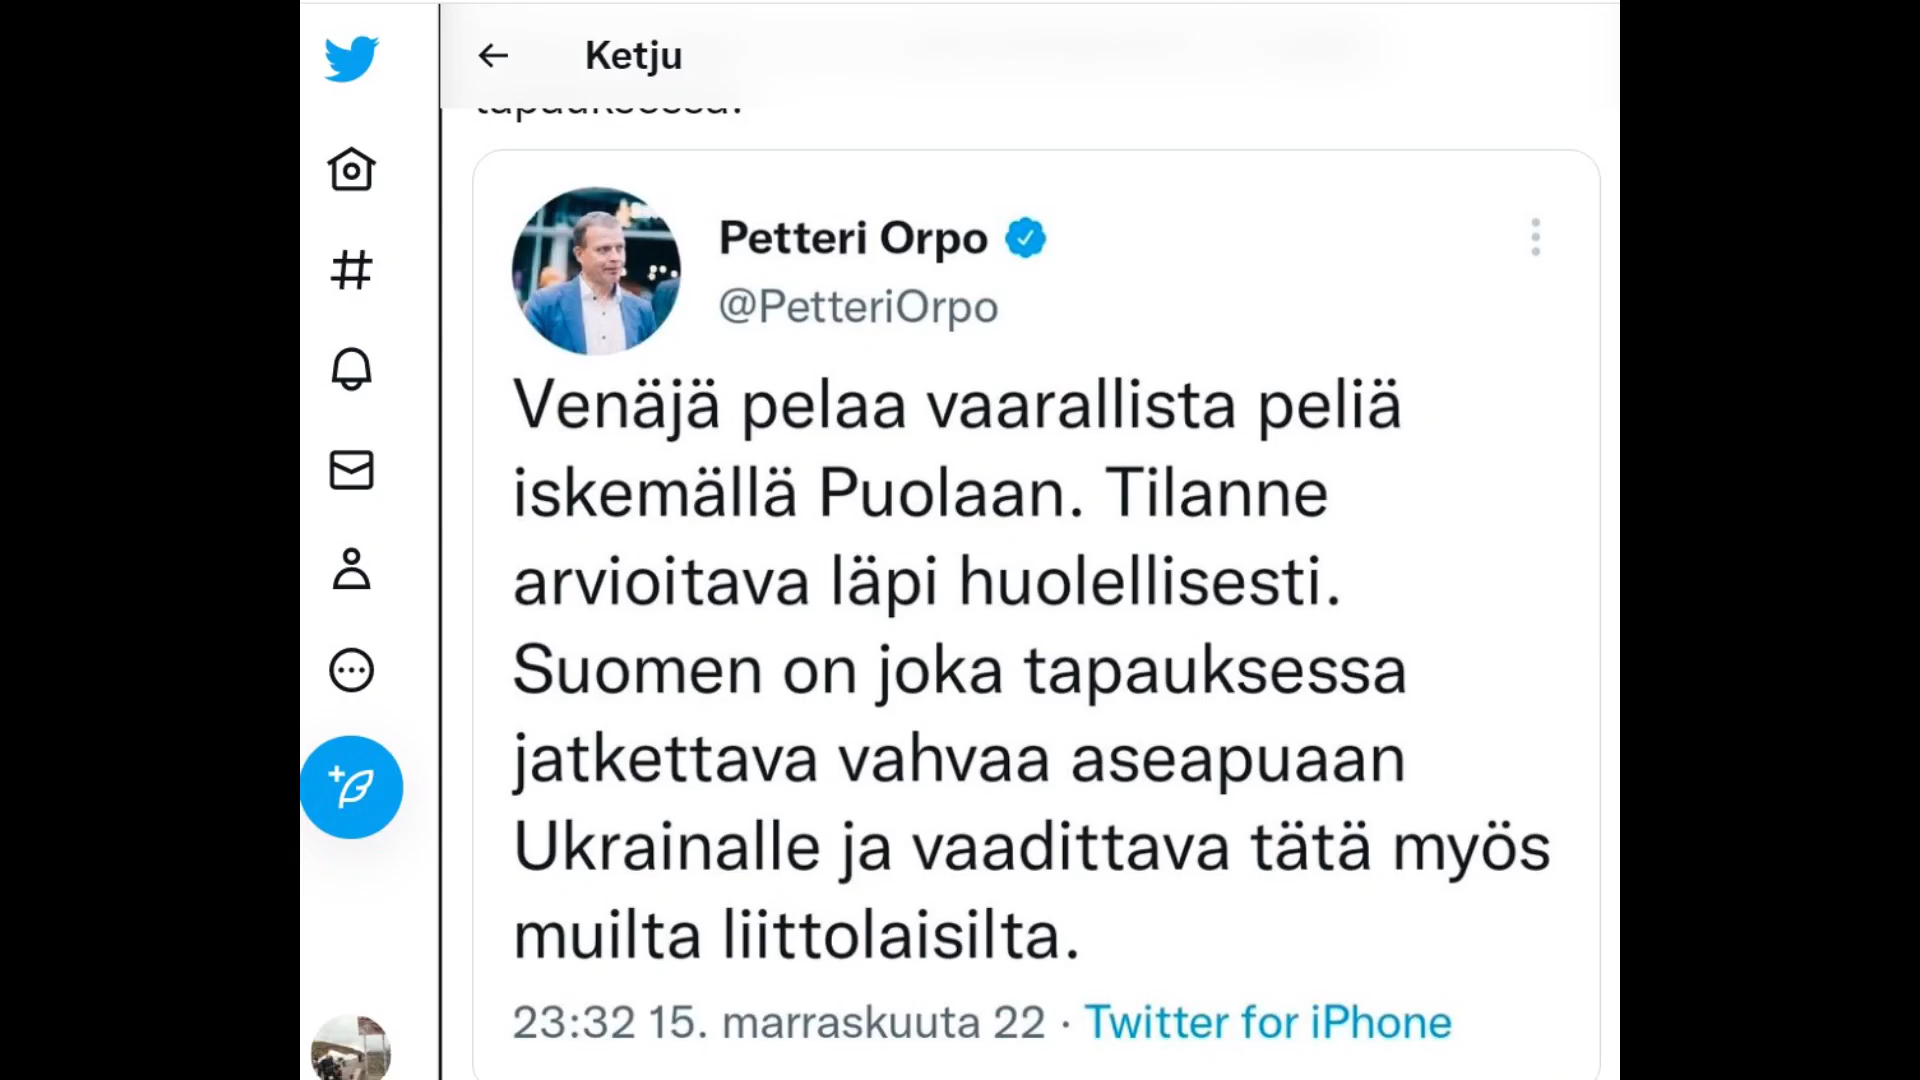 Ketju
Petteri Orpo
@PetteriOrpo
Venäjä pelaa vaarallista peliä
iskemällä Puolaan. Tilanne
arvioitava läpi huolellisesti.
Suomen on joka tapauksessa
jatkettava vahvaa aseapuaan
Ukrainalle ja vaadittava tätä myös
muilta liittolaisilta.
23:32 15. marraskuuta 22 · Twitter for iPhone